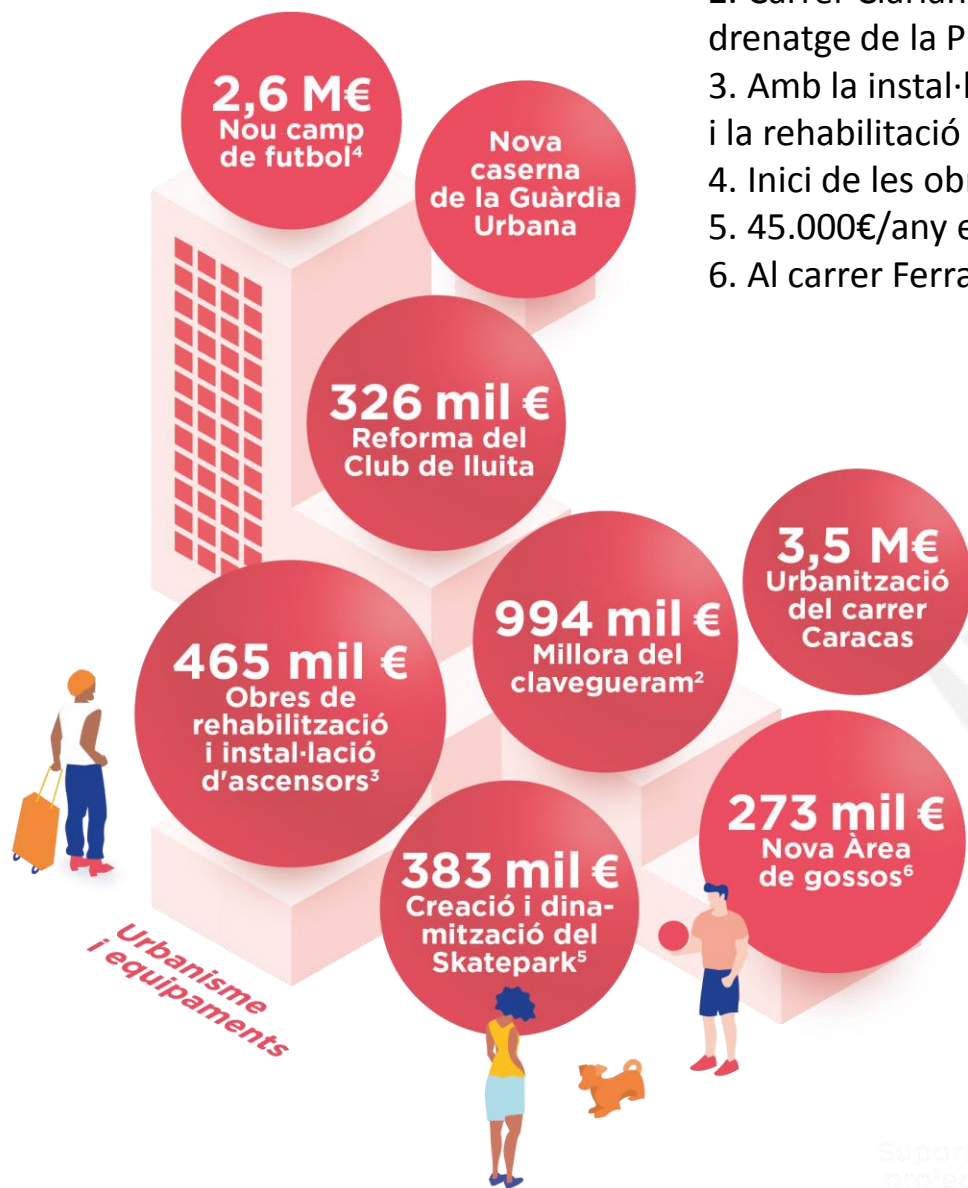 drenatge de la P
3. Amb la instal·l
i la rehabilitació
4. Inici de les ob
5. 45.000€/any e
6. Al carrer Ferra
2,6 M€
Nou camp
de futbol⁴
Nova
caserna
de la Guàrdia
Urbana
326 mil €
Reforma del
Club de lluita
3,5 M€
Urbanització
del carrer
Caracas
994 mil €
Millora del
clavegueram²
465 mil €
Obres de
rehabilització
i instal·lació
d'ascensors³
273 mil €
Nova Àrea
de gossos⁶
383 mil €
Creació i dina-
mització del
Skatepark⁵
Urbanisme
i equipaments